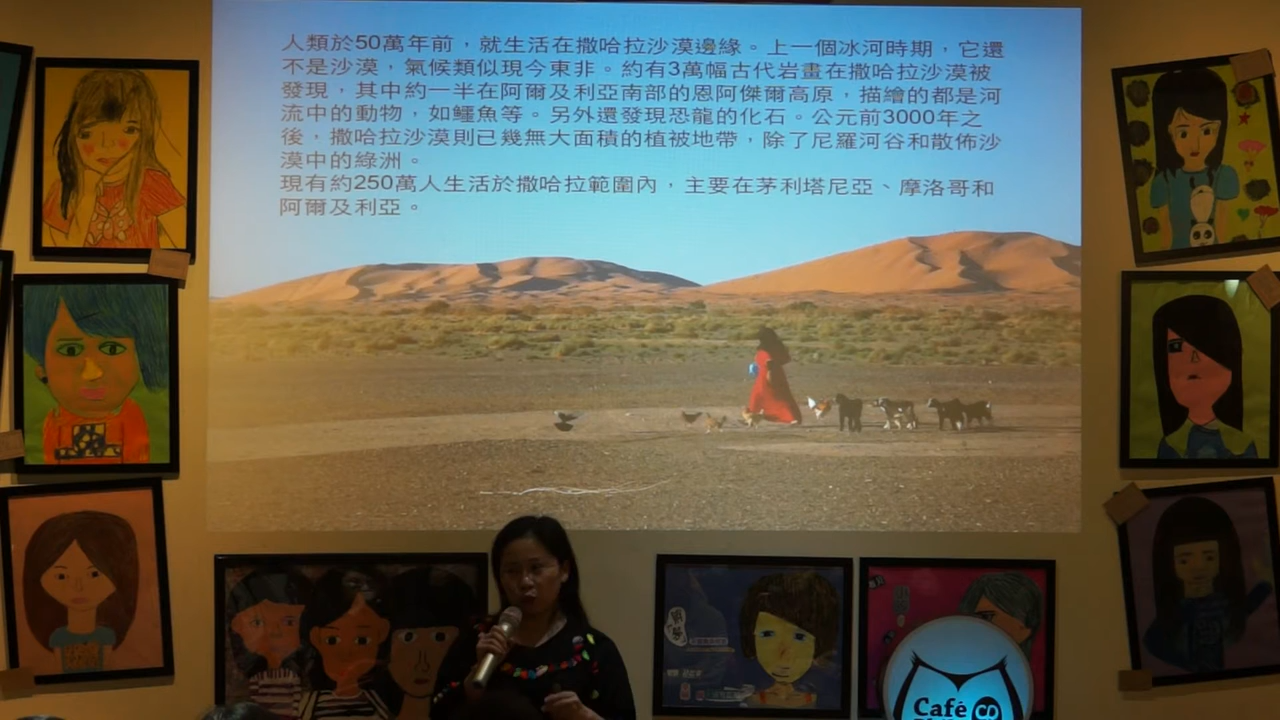 人類於50萬年前，就生活在撒哈拉沙漠邊緣。上一個冰河時期，它還
不是沙漠，氣候類似現今東非。約有3萬幅古代岩畫在撒哈拉沙漠被
發現，其中約一半在阿爾及利亞南部的恩阿傑爾高原，描繪的都是河
流中的動物，如鱷魚等。另外還發現恐龍的化石。公元前3000年之
後，撒哈拉沙漠則已幾無大面積的植被地帶，除了尼羅河谷和散佈沙
漠中的綠洲。
現有約250萬人生活於撒哈拉範圍內，主要在茅利塔尼亞、摩洛哥和
阿爾及利亞。
Café